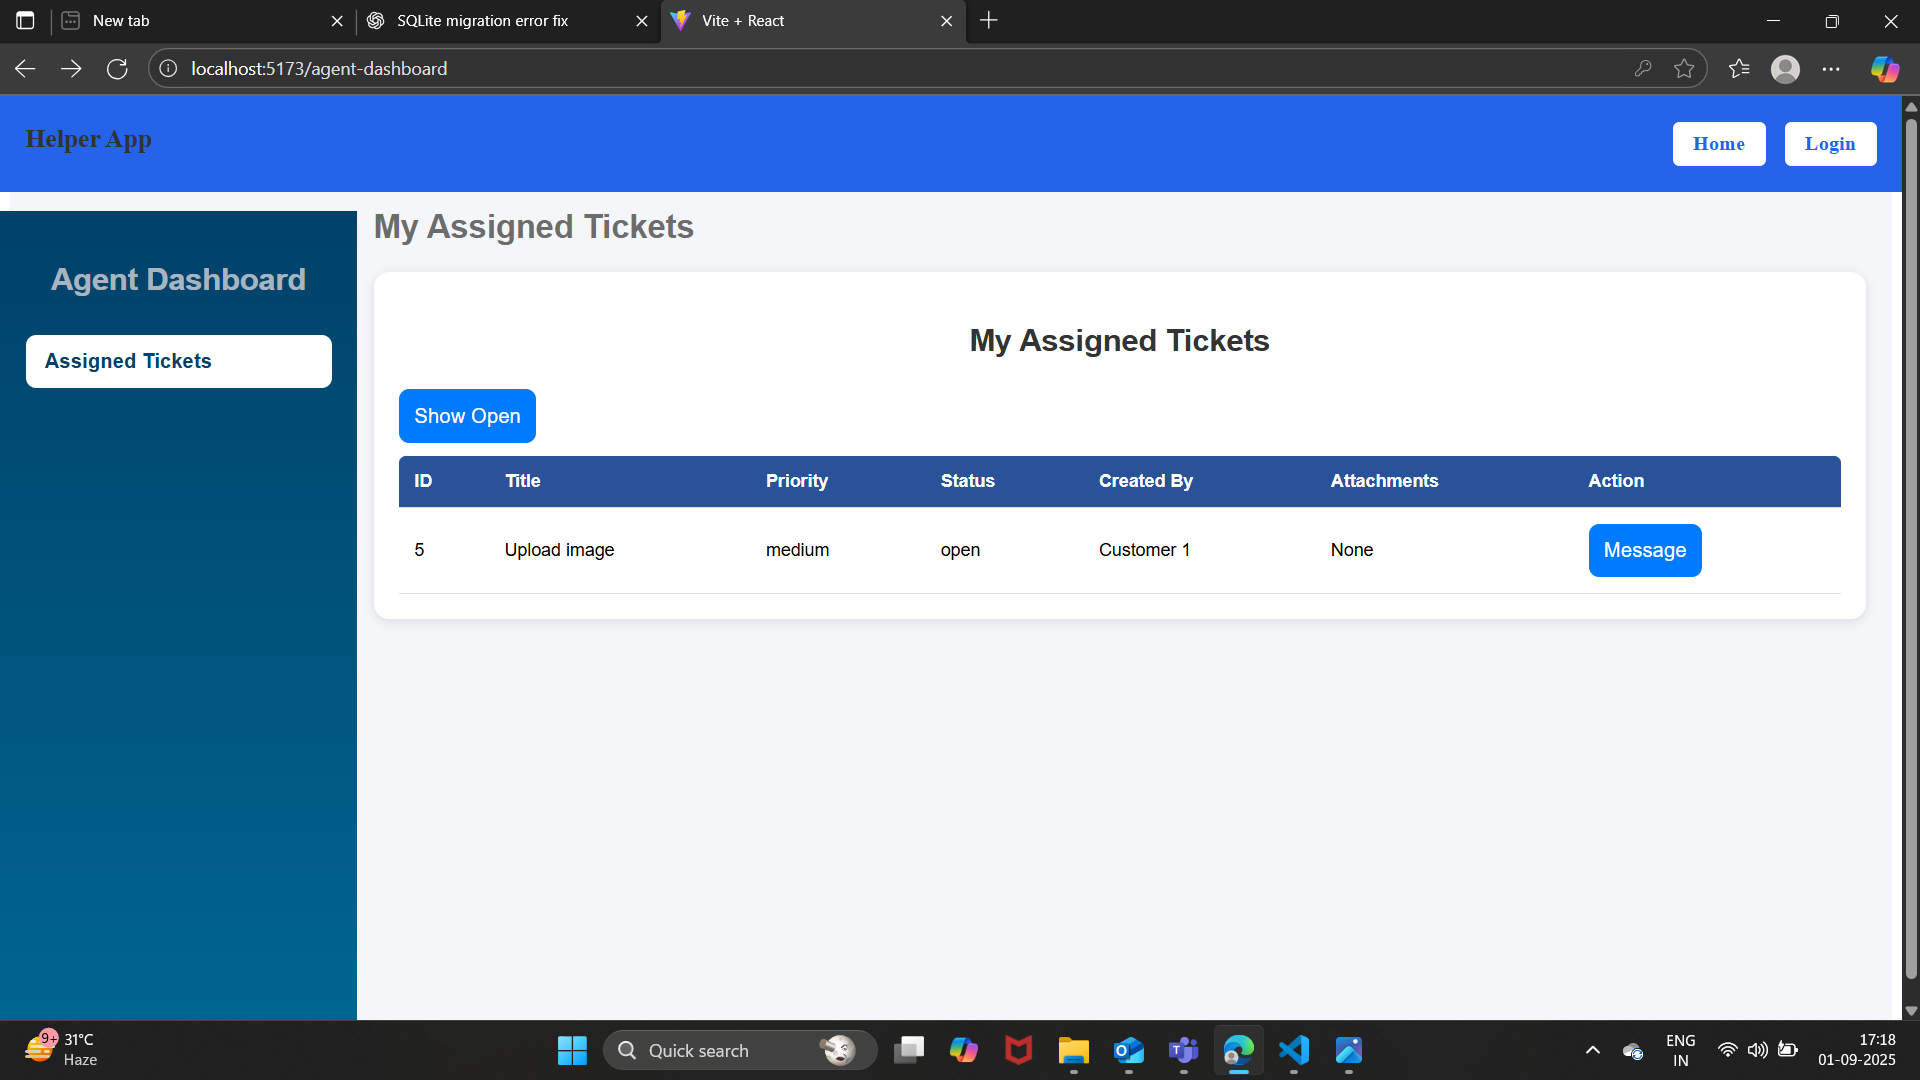 New tab
SQLite migration error fix
Vite + React
localhost:5173/agent-dashboard
Helper App
Home
Login
My Assigned Tickets
Agent Dashboard
Assigned Tickets
My Assigned Tickets
Show Open
ID Title Priority Status Created By Attachments Action
5 Upload image medium open Customer 1 None Message
9+
31°C
Haze
Quick search
ENG
IN
17:18
01-09-2025